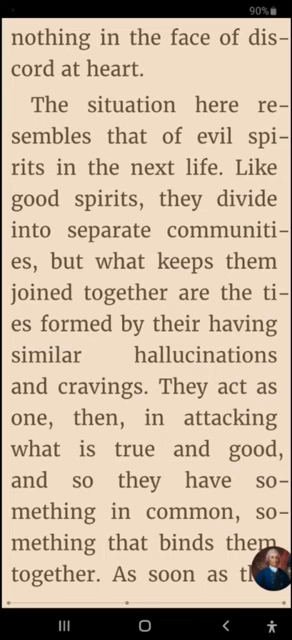 90%
nothing in the face of dis-
cord at heart.
The situation here re-
sembles that of evil spi-
rits in the next life. Like
good spirits, they divide
into separate communiti-
es, but what keeps them
joined together are the ti-
es formed by their having
similar hallucinations
and cravings. They act as
one, then, in attacking
what is true and good,
and so they have so-
mething in common, so-
mething that binds them
together. As soon as